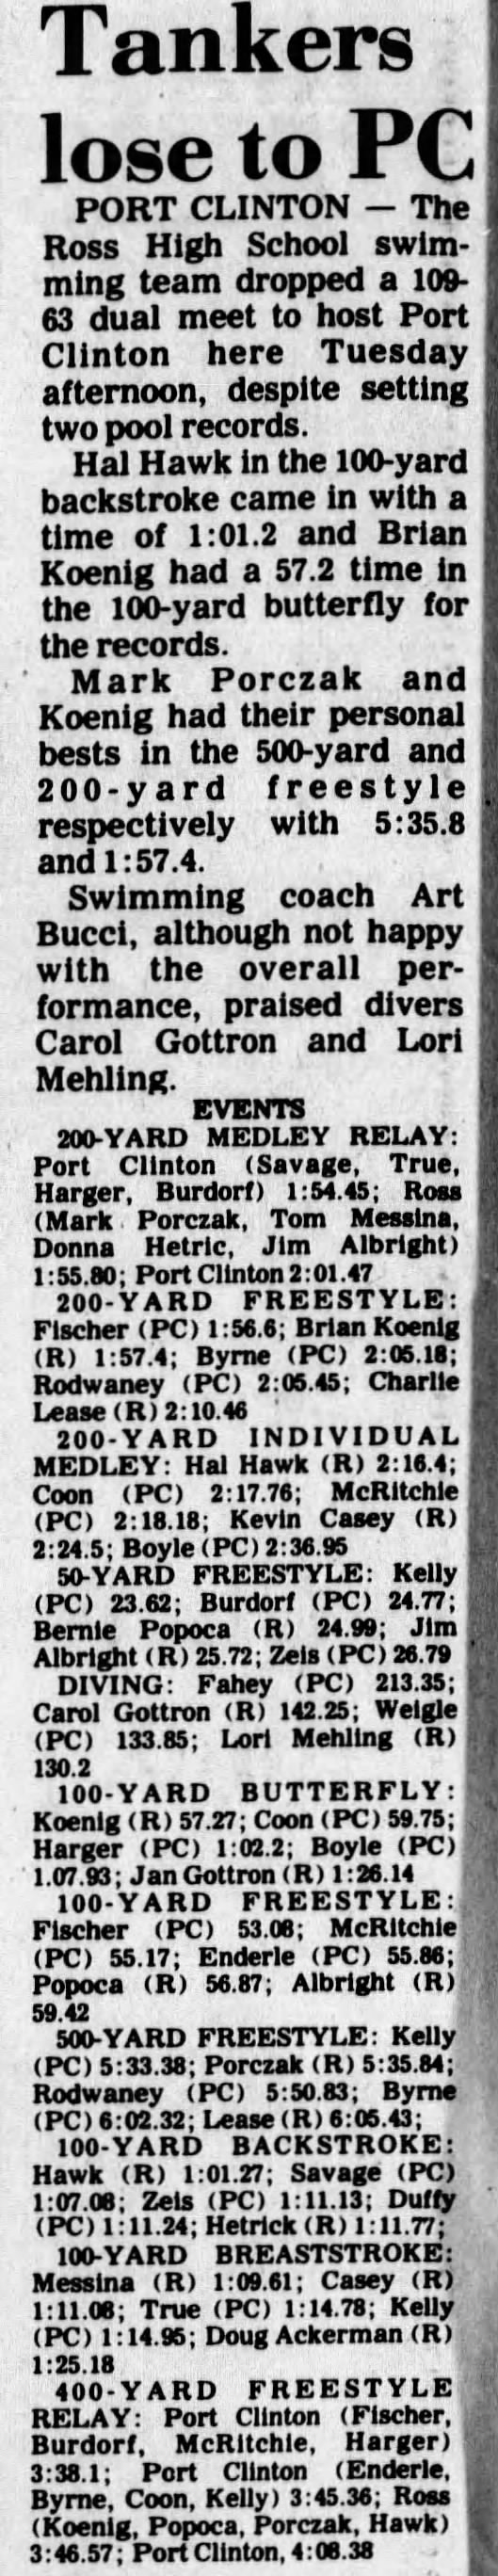 Tankers
lose to PC
PORT CLINTON — The
Ross High School swim-
ming team dropped a 109-
63 dual meet to host Port
Clinton here Tuesday
afternoon, despite setting
two pool records.
Hal Hawk in the 100-yard
backstroke came in with a
time of 1:01.2 and Brian
Koenig had a 57.2 time in
the 100-yard butterfly for
the records.
Mark Porczak and
Koenig had their personal
bests in the 500-yard and
200-yard freestyle
respectively with 5:35.8
and 1:57.4.
Swimming coach Art
Bucci, although not happy
with the overall per-
formance, praised divers
Carol Gottron and Lori
Mehling.
EVENTS
200-YARD MEDLEY RELAY:
Port Clinton (Savage, True,
Harger, Burdorf) 1:54.45; Ross
(Mark Porczak, Tom Messina,
Donna Hetric, Jim Albright)
1:55.80; Port Clinton 2:01.47
200-YARD FREESTYLE:
Fischer (PC) 1:56.6; Brian Koenig
(R) 1:57.4; Byrne (PC) 2:05.18;
Rodwaney (PC) 2:05.45; Charlie
Lease (R) 2:10.46
200-YARD INDIVIDUAL
MEDLEY: Hal Hawk (R) 2:16.4;
Coon (PC) 2:17.76; McRitchie
(PC) 2:18.18; Kevin Casey (R)
2:24.5; Boyle (PC) 2:36.95
50-YARD FREESTYLE: Kelly
(PC) 23.62; Burdorf (PC) 24.77;
Bernie Popoca (R) 24.99; Jim
Albright (R) 25.72; Zeis (PC) 26.79
DIVING: Fahey (PC) 213.35;
Carol Gottron (R) 142.25; Weigle
(PC) 133.85; Lori Mehling (R)
130.2
100-YARD BUTTERFLY:
Koenig (R) 57.27; Coon (PC) 59.75;
Harger (PC) 1:02.2; Boyle (PC)
1.07.93; Jan Gottron (R) 1:26.14
100-YARD FREESTYLE:
Fischer (PC) 53.08; McRitchie
(PC) 55.17; Enderle (PC) 55.86;
Popoca (R) 56.87; Albright (R)
59.42
500-YARD FREESTYLE: Kelly
(PC) 5:33.38; Porczak (R) 5:35.84;
Rodwaney (PC) 5:50.83; Byrne
(PC) 6:02.32; Lease (R) 6:05.43;
100-YARD BACKSTROKE:
Hawk (R) 1:01.27; Savage (PC)
1:07.08; Zeis (PC) 1:11.13; Duffy
(PC) 1:11.24; Hetrick (R) 1:11.77;
100-YARD BREASTSTROKE:
Messina (R) 1:09.61; Casey (R)
1:11.08; True (PC) 1:14.78; Kelly
(PC) 1:14.95; Doug Ackerman (R)
1:25.18
400-YARD FREESTYLE
RELAY: Port Clinton (Fischer,
Burdorf, McRitchie, Harger)
3:38.1; Port Clinton (Enderle,
Byrne, Coon, Kelly) 3:45.36; Ross
(Koenig, Popoca, Porczak, Hawk)
3:46.57; Port Clinton, 4:08.38